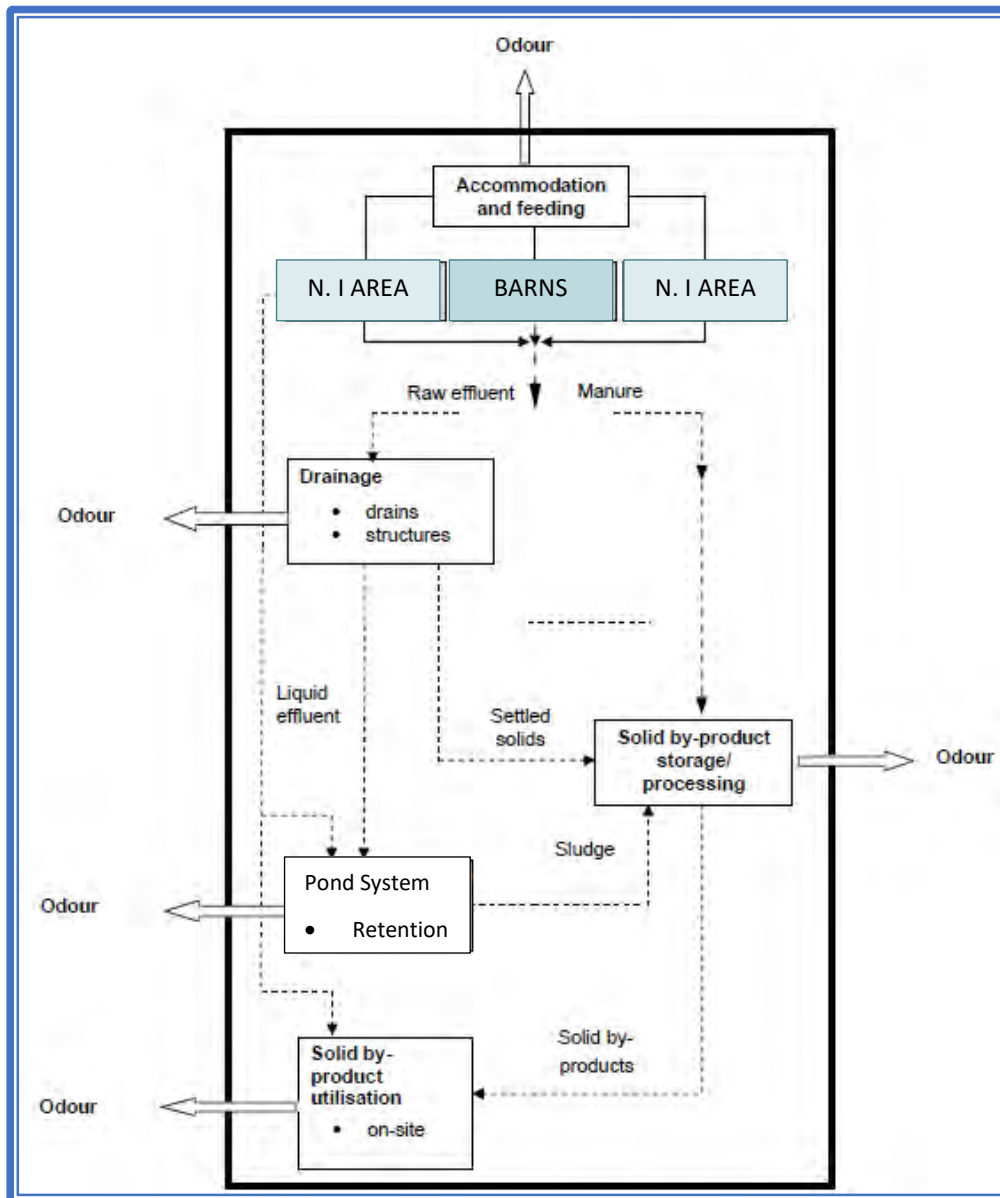 Odour
Accommodation
and feeding
N. I AREA
BARNS
N. I AREA
Raw effluent
Manure
Drainage
• drains
• structures
Odour
Liquid
effluent
Settled
solids
Solid by-product
storage/
processing
Odour
Sludge
Pond System
• Retention
Odour
Solid by-
products
Solid by-
product
utilisation
• on-site
Odour